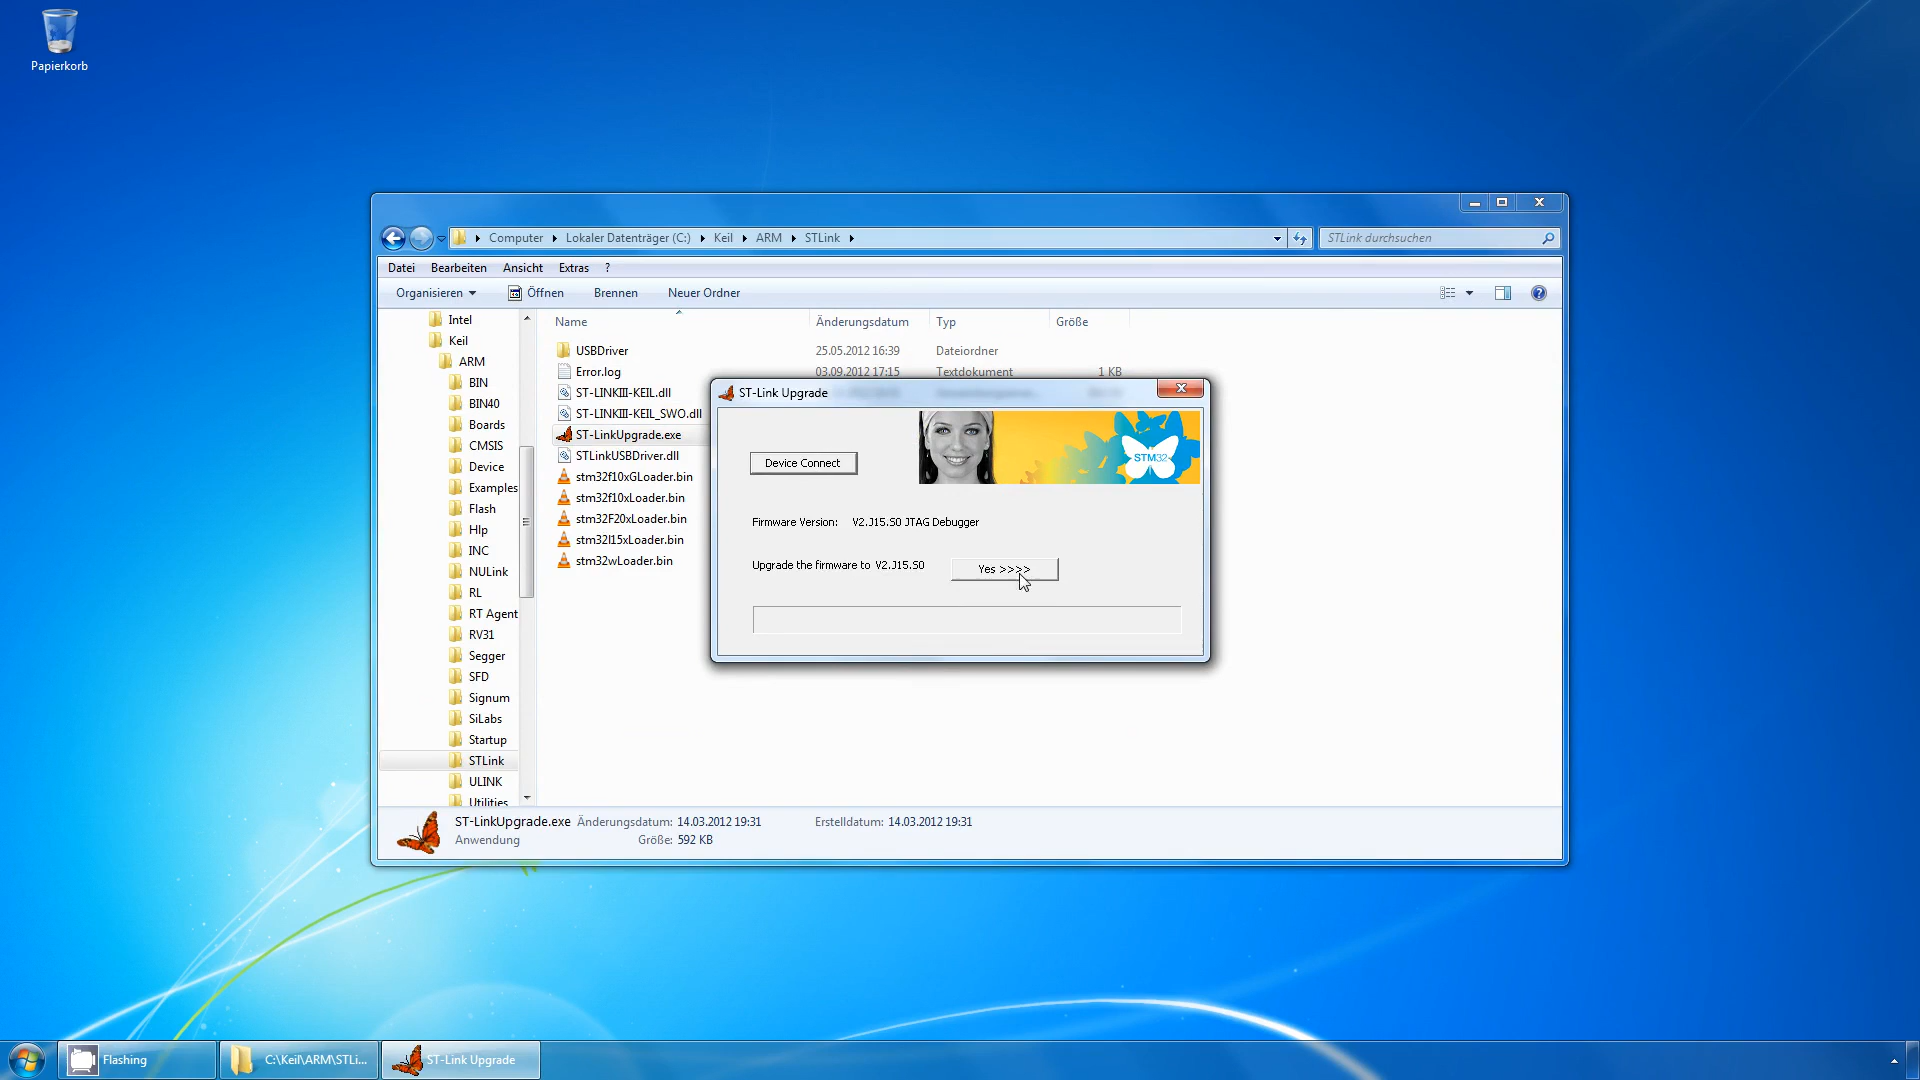 Papierkorb
Computer
Lokaler Datenträger (C:)
Keil
ARM
STLink
STLink durchsuchen
Datei
Bearbeiten
Ansicht
Extras
?
Organisieren
Öffnen
Brennen
Neuer Ordner
Intel
Keil
ARM
BIN
BIN40
Boards
CMSIS
Device
Examples
Flash
Hlp
INC
NULink
RL
RT Agent
RV31
Segger
SFD
Signum
SiLabs
Startup
STLink
ULINK
Utilities
Name Änderungsdatum Typ Größe
USBDriver 25.05.2012 16:39 Dateiordner
Error.log 03.09.2012 17:15 Textdokument 1 KB
ST-LINKIII-KEIL.dll
ST-LINKIII-KEIL_SWO.dll
ST-LinkUpgrade.exe
STLinkUSBDriver.dll
stm32f10xGLoader.bin
stm32f10xLoader.bin
stm32F20xLoader.bin
stm32l15xLoader.bin
stm32wLoader.bin
ST-Link Upgrade
Device Connect
STM32
Firmware Version: V2.J15.S0 JTAG Debugger
Upgrade the firmware to V2.J15.S0
Yes >>>>
ST-LinkUpgrade.exe Änderungsdatum: 14.03.2012 19:31 Erstelldatum: 14.03.2012 19:31
Anwendung Größe: 592 KB
Flashing
C:\Keil\ARM\STLi...
ST-Link Upgrade